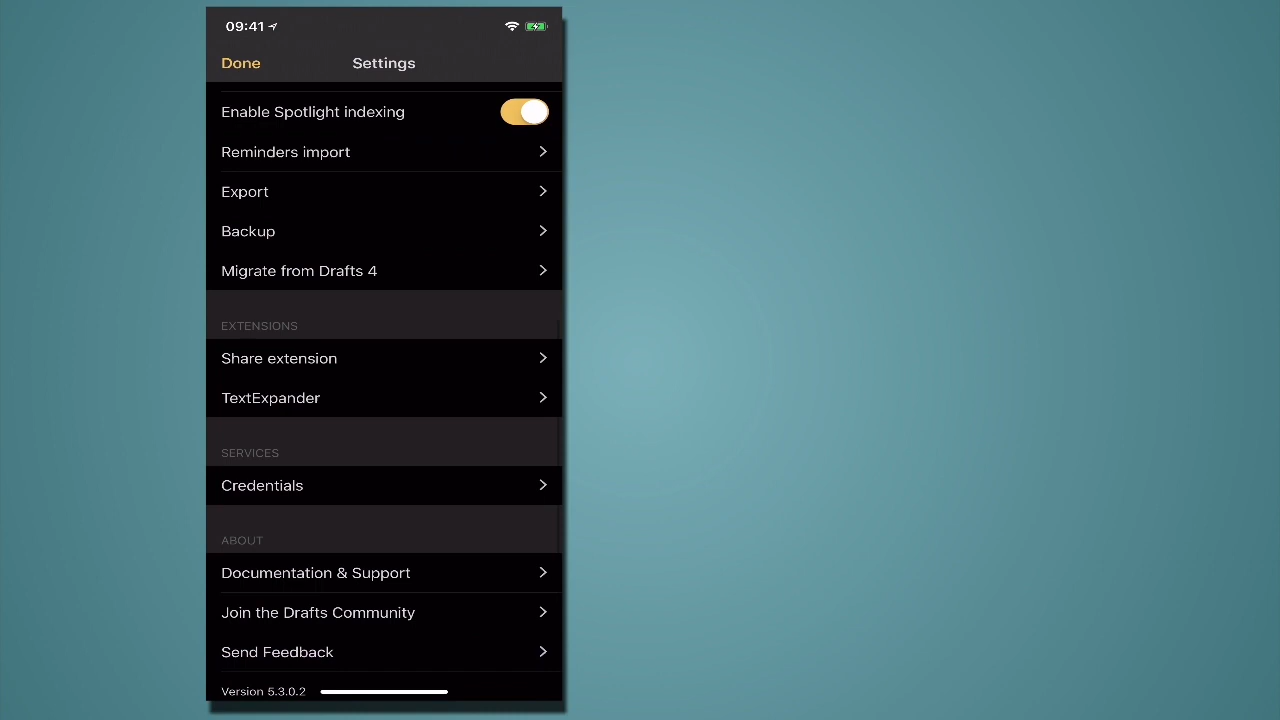 09:41
Done
Settings
Enable Spotlight indexing
Reminders import
Export
Backup
Migrate from Drafts 4
EXTENSIONS
Share extension
TextExpander
SERVICES
Credentials
ABOUT
Documentation & Support
Join the Drafts Community
Send Feedback
Version 5.3.0.2